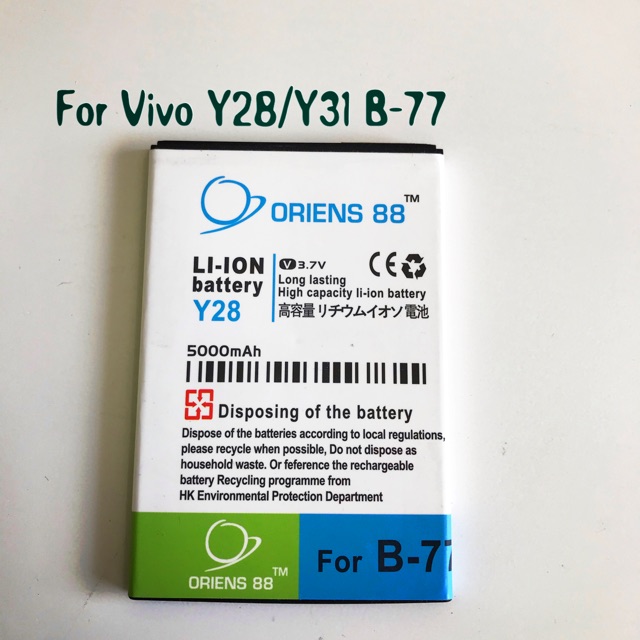 For Vivo Y28/Y31 B-77
ORIENS 88™
LI-ION
battery
Y28
V 3.7V
Long lasting
High capacity li-ion battery
高容量 リチウムイオソ 電池
5000mAh
Disposing of the battery
Dispose of the batteries according to local regulations,
please recycle when possible, Do not dispose as
household waste. Or reference the rechargeable
battery Recycling programme from
HK Environmental Protection Department
ORIENS 88™
For B-77